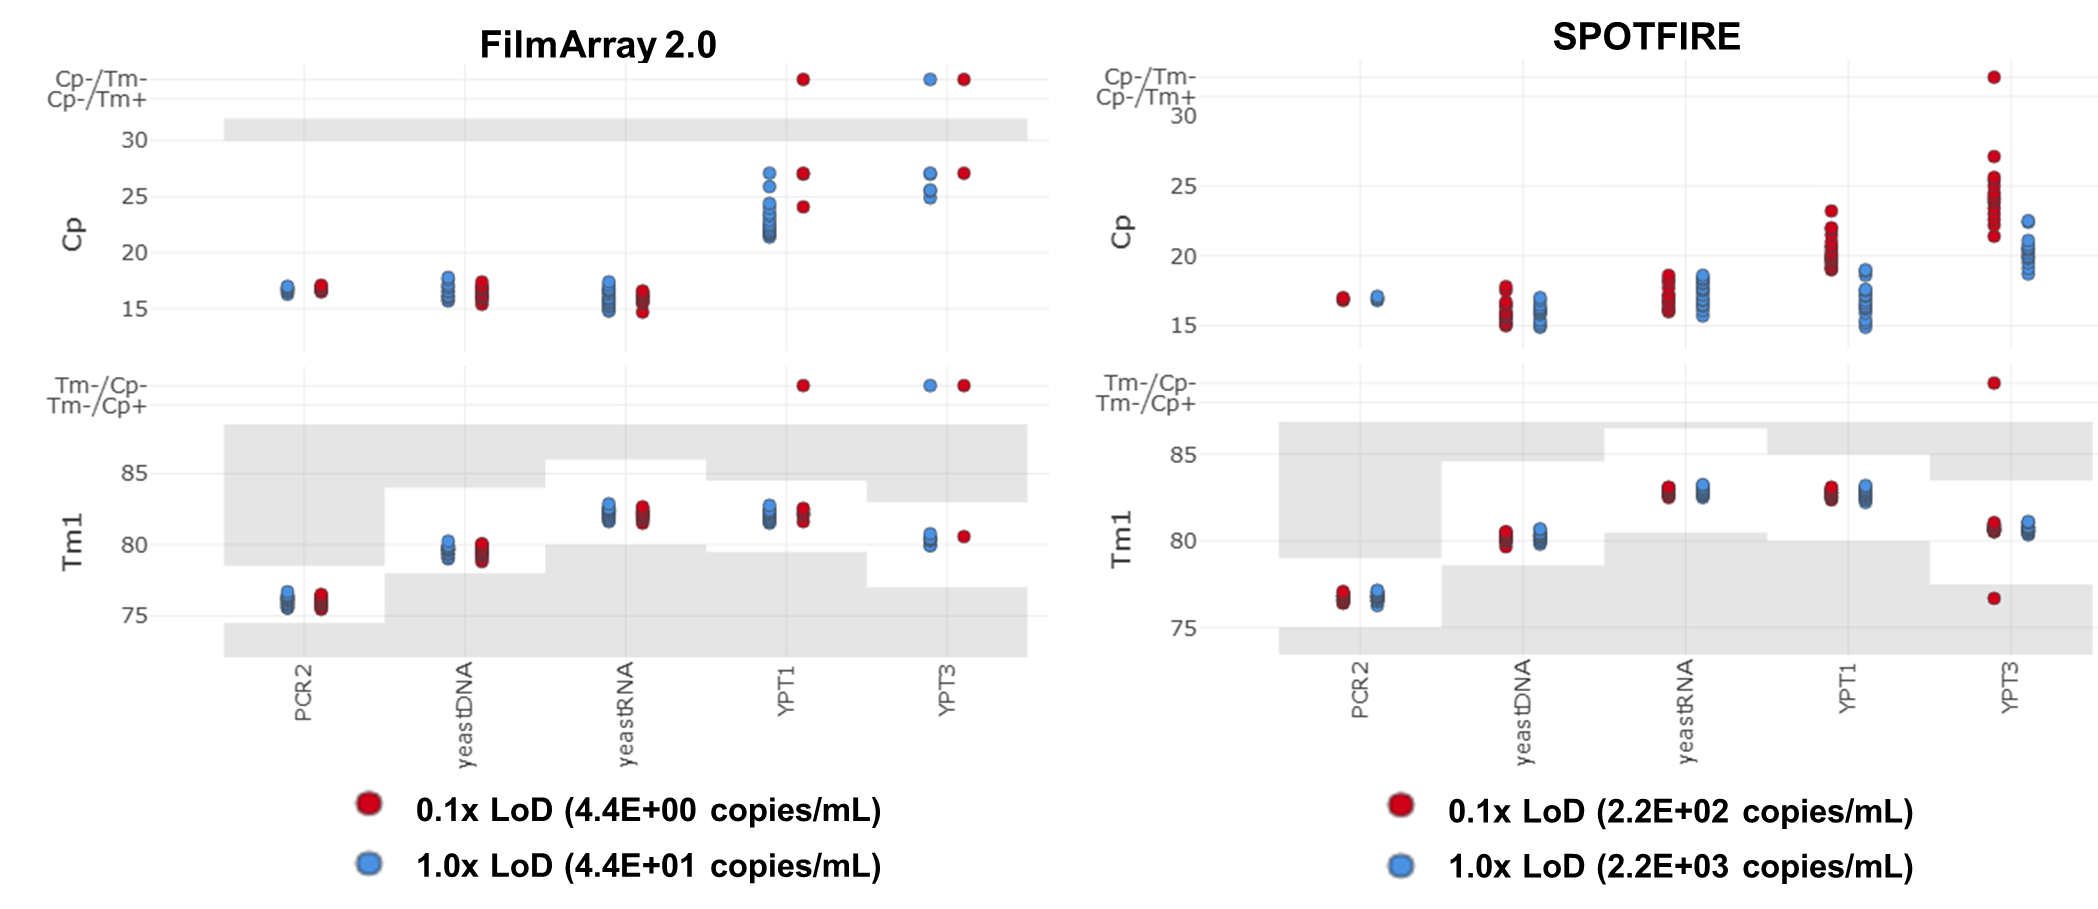 FilmArray 2.0
Cp-/Tm-
Cp-/Tm+
30
25
20
15
Cp
Tm-/Cp-
Tm-/Cp+
85
80
75
Tm1
PCR2
yeastDNA
yeastRNA
YPT1
YPT3
0.1x LoD (4.4E+00 copies/mL)
1.0x LoD (4.4E+01 copies/mL)
SPOTFIRE
Cp-/Tm-
Cp-/Tm+
30
25
20
15
Cp
Tm-/Cp-
Tm-/Cp+
85
80
75
Tm1
PCR2
yeastDNA
yeastRNA
YPT1
YPT3
0.1x LoD (2.2E+02 copies/mL)
1.0x LoD (2.2E+03 copies/mL)